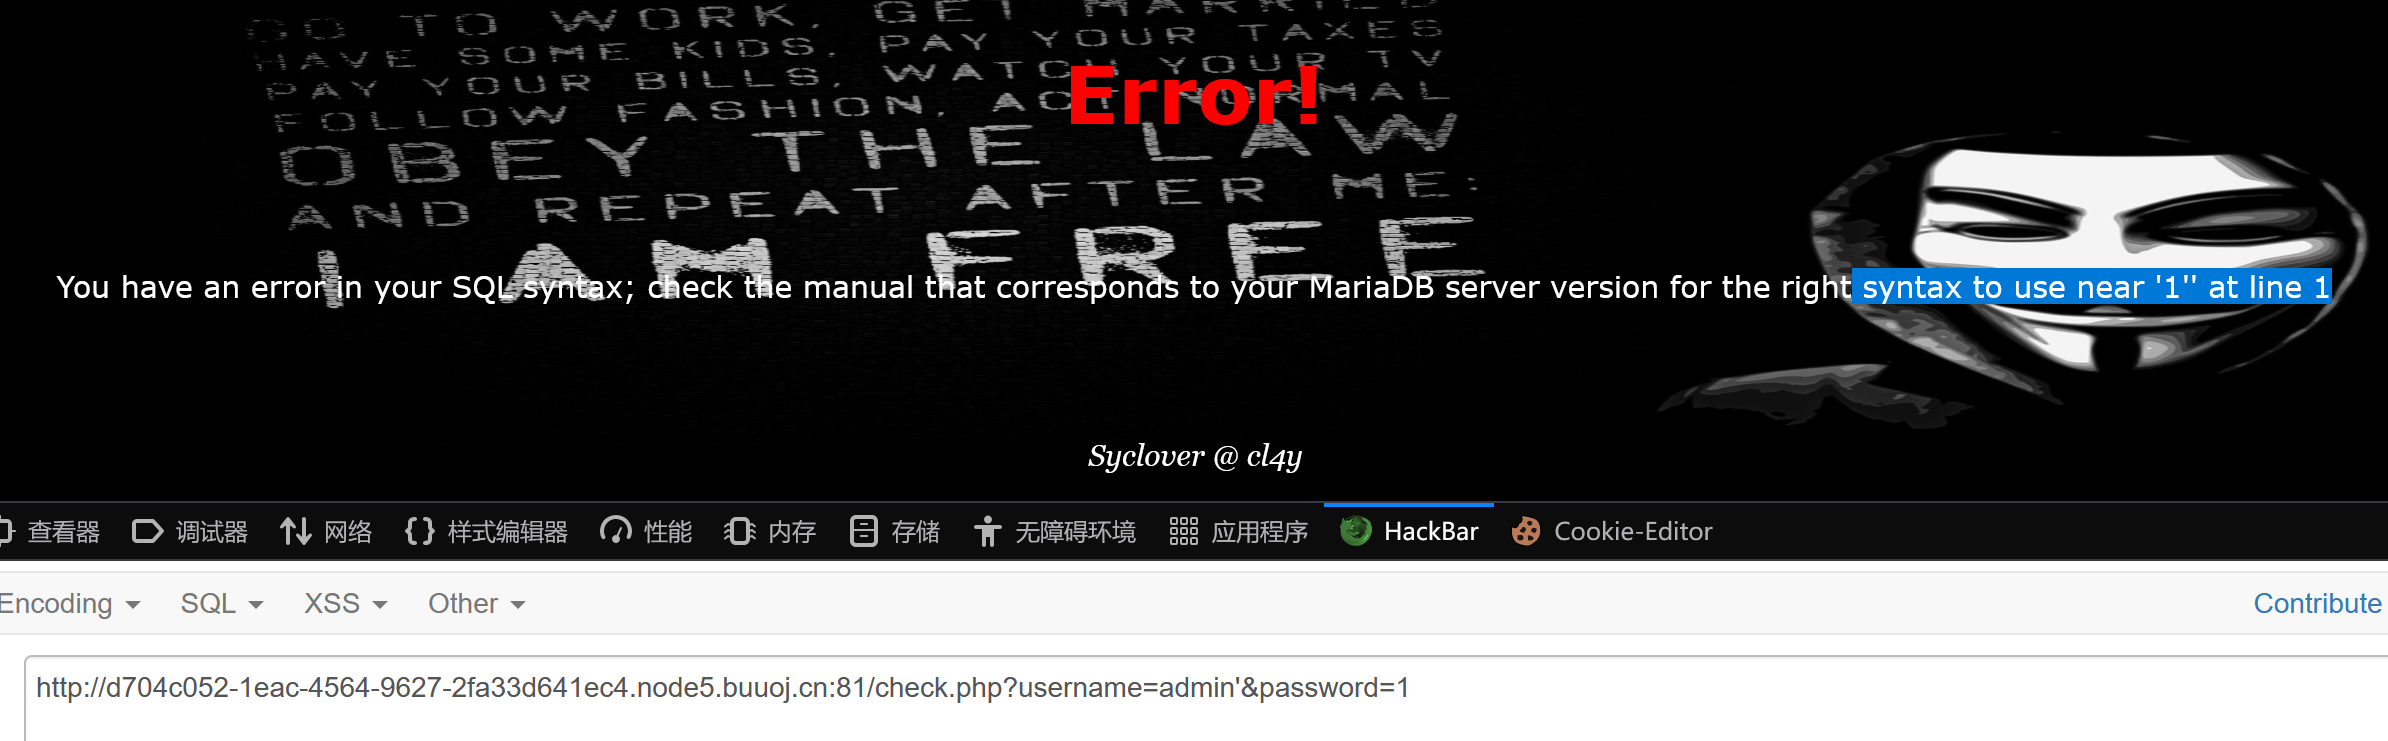 GO TO WORK, GET MARRIED
HAVE SOME KIDS, PAY YOUR TAXES
PAY YOUR BILLS, WATCH YOUR TV
FOLLOW FASHION, ACT NORMAL
OBEY THE LAW
AND REPEAT AFTER ME:
I AM FREE
Error!
You have an error in your SQL syntax; check the manual that corresponds to your MariaDB server version for the right syntax to use near '1'' at line 1
Syclover @ cl4y
查看器 调试器 网络 {} 样式编辑器 性能 内存 存储 无障碍环境 应用程序 HackBar Cookie-Editor
Encoding SQL XSS Other Contribute
http://d704c052-1eac-4564-9627-2fa33d641ec4.node5.buuoj.cn:81/check.php?username=admin'&password=1